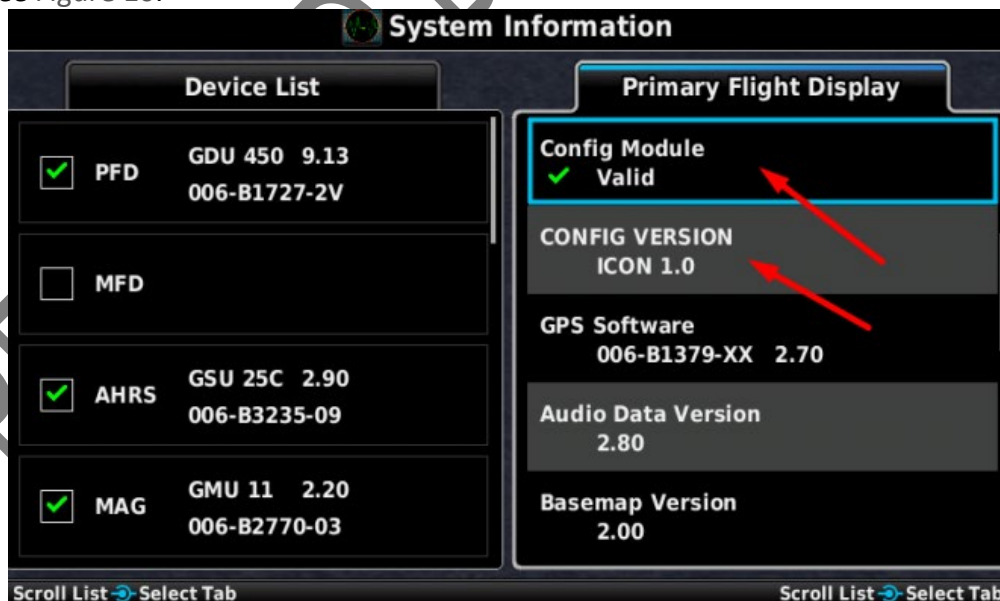 System Information
Device List
PFD
GDU 450 9.13
006-B1727-2V
MFD
AHRS
GSU 25C 2.90
006-B3235-09
MAG
GMU 11 2.20
006-B2770-03
Scroll List Select Tab
Primary Flight Display
Config Module
Valid
CONFIG VERSION
ICON 1.0
GPS Software
006-B1379-XX 2.70
Audio Data Version
2.80
Basemap Version
2.00
Scroll List Select Tab